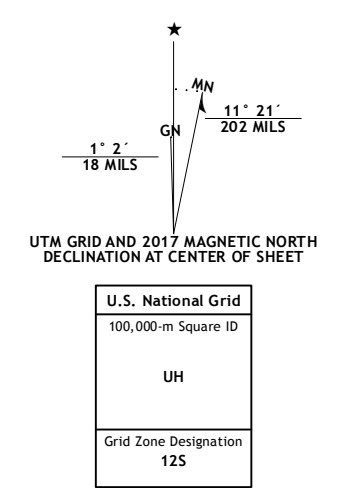 MN
GN
11° 21´
202 MILS
1° 2´
18 MILS
UTM GRID AND 2017 MAGNETIC NORTH
DECLINATION AT CENTER OF SHEET
U.S. National Grid
100,000-m Square ID
UH
Grid Zone Designation
12S